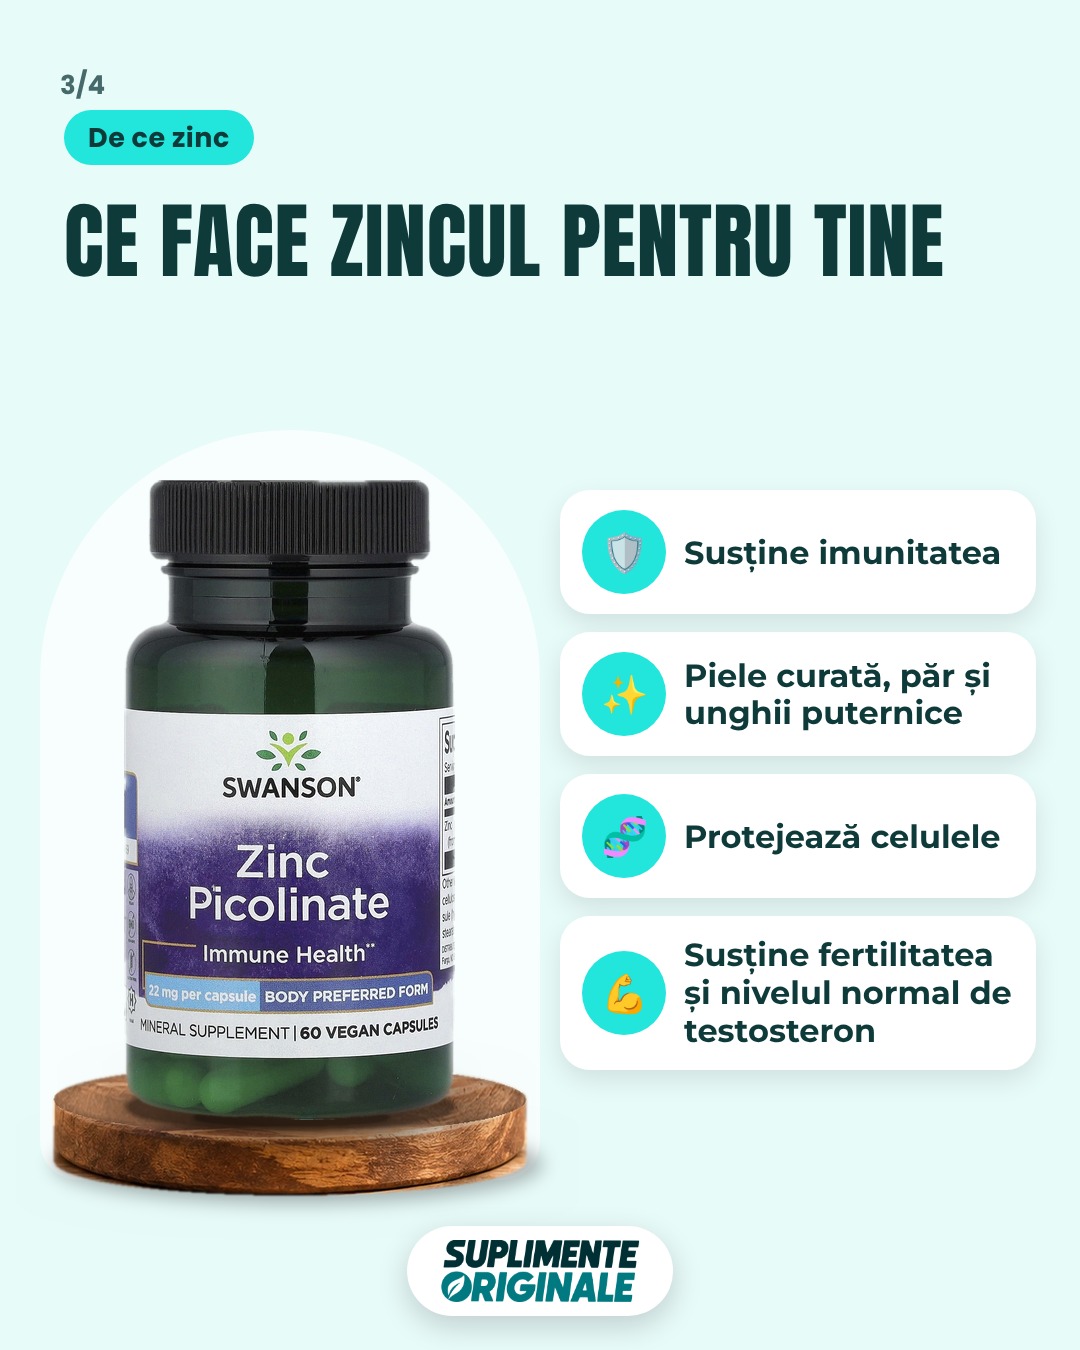 3/4
De ce zinc
CE FACE ZINCUL PENTRU TINE
SWANSON®
Zinc
Picolinate
Immune Health**
22 mg per capsule BODY PREFERRED FORM
MINERAL SUPPLEMENT | 60 VEGAN CAPSULES
Susține imunitatea
Piele curată, păr și
unghii puternice
Protejează celulele
Susține fertilitatea
și nivelul normal de
testosteron
SUPLIMENTE
ORIGINALE